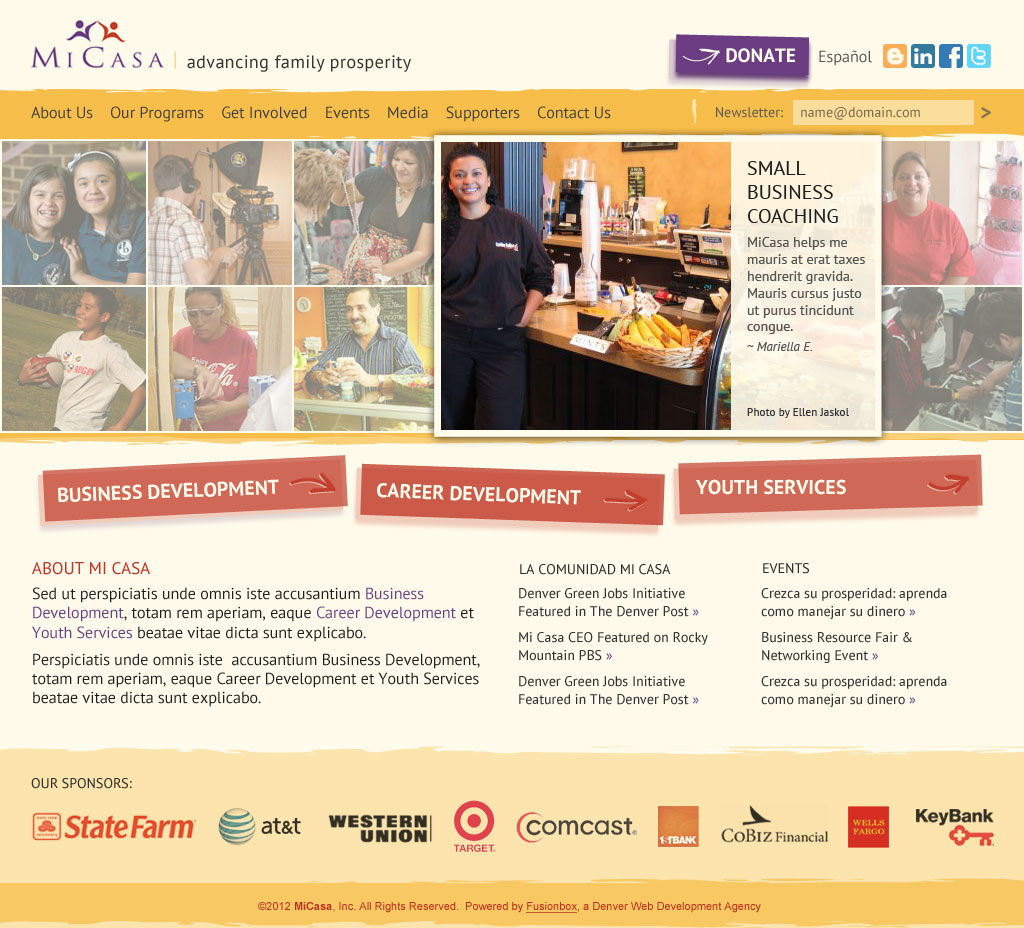 MiCasa
advancing family prosperity
DONATE
Español
About Us Our Programs Get Involved Events Media Supporters Contact Us
Newsletter: name@domain.com >
SMALL
BUSINESS
COACHING
MiCasa helps me
mauris at erat taxes
hendrerit gravida.
Mauris cursus justo
ut purus tincidunt
congue.
~ Mariella E.
Photo by Ellen Jaskol
MINTS
Enjoy
Coca-Cola
BUSINESS DEVELOPMENT
CAREER DEVELOPMENT
YOUTH SERVICES
ABOUT MI CASA
Sed ut perspiciatis unde omnis iste accusantium Business
Development, totam rem aperiam, eaque Career Development et
Youth Services beatae vitae dicta sunt explicabo.
Perspiciatis unde omnis iste accusantium Business Development,
totam rem aperiam, eaque Career Development et Youth Services
beatae vitae dicta sunt explicabo.
LA COMUNIDAD MI CASA
Denver Green Jobs Initiative
Featured in The Denver Post »
Mi Casa CEO Featured on Rocky
Mountain PBS »
Denver Green Jobs Initiative
Featured in The Denver Post »
EVENTS
Crezca su prosperidad: aprenda
como manejar su dinero »
Business Resource Fair &
Networking Event »
Crezca su prosperidad: aprenda
como manejar su dinero »
OUR SPONSORS:
State Farm
at&t
WESTERN
UNION
TARGET
comcast
1STBANK
CoBiz Financial
WELLS
FARGO
KeyBank
©2012 MiCasa, Inc. All Rights Reserved. Powered by Fusionbox, a Denver Web Development Agency